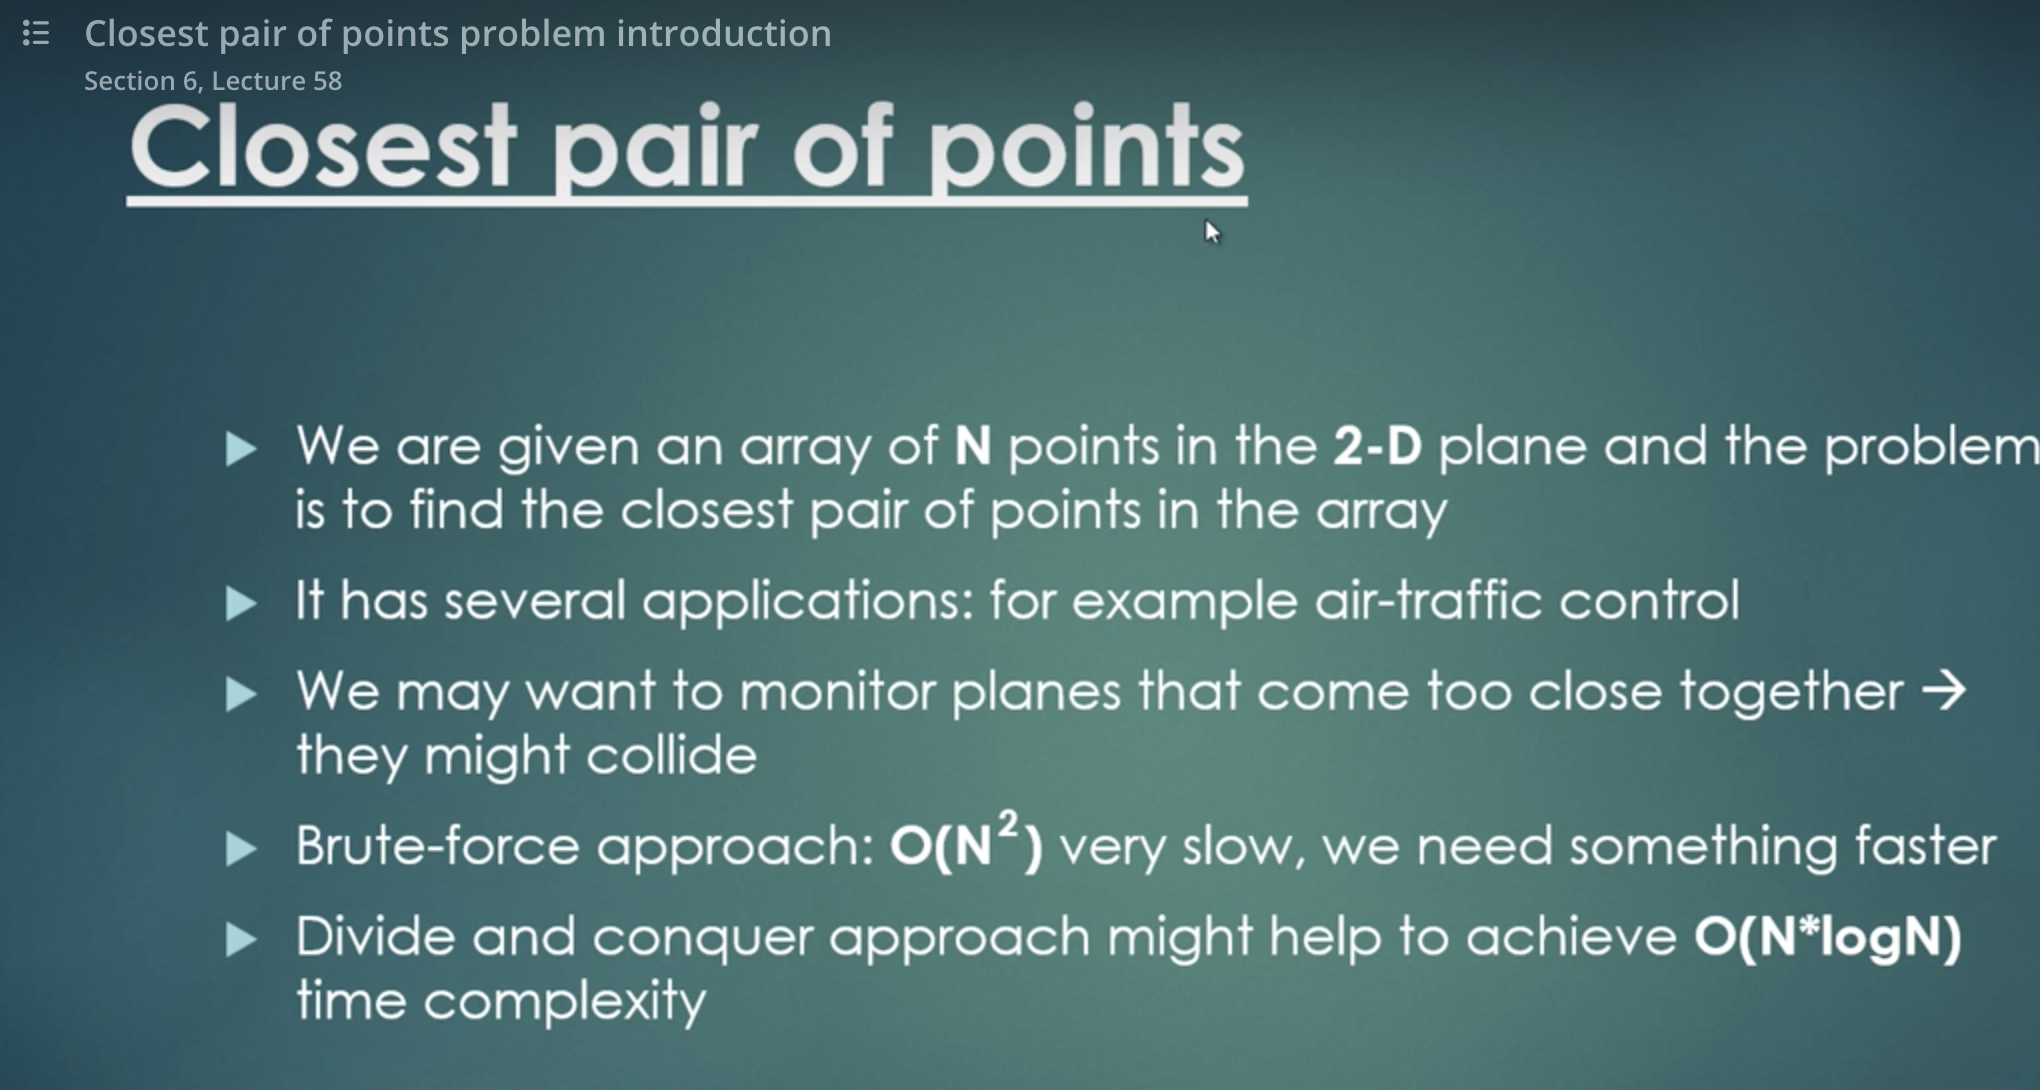 Closest pair of points problem introduction
Section 6, Lecture 58
Closest pair of points
We are given an array of N points in the 2-D plane and the problem
is to find the closest pair of points in the array
It has several applications: for example air-traffic control
We may want to monitor planes that come too close together →
they might collide
Brute-force approach: O(N²) very slow, we need something faster
Divide and conquer approach might help to achieve O(N*logN)
time complexity